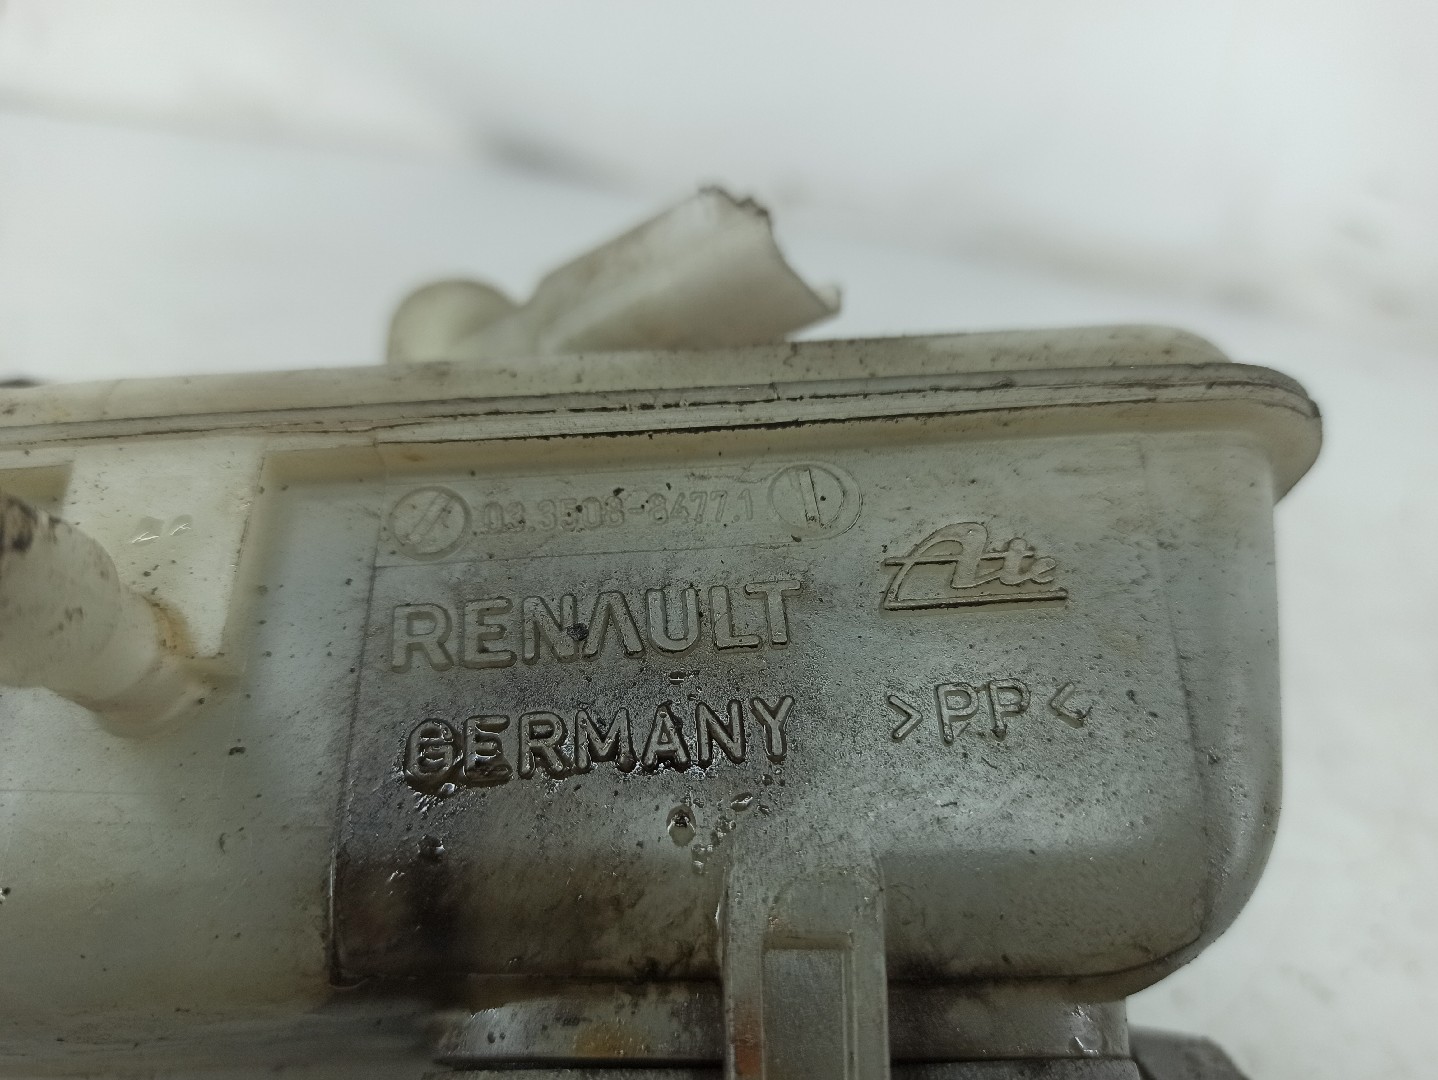 03.3508-8477.1
Ate
RENAULT
GERMANY
>PP<